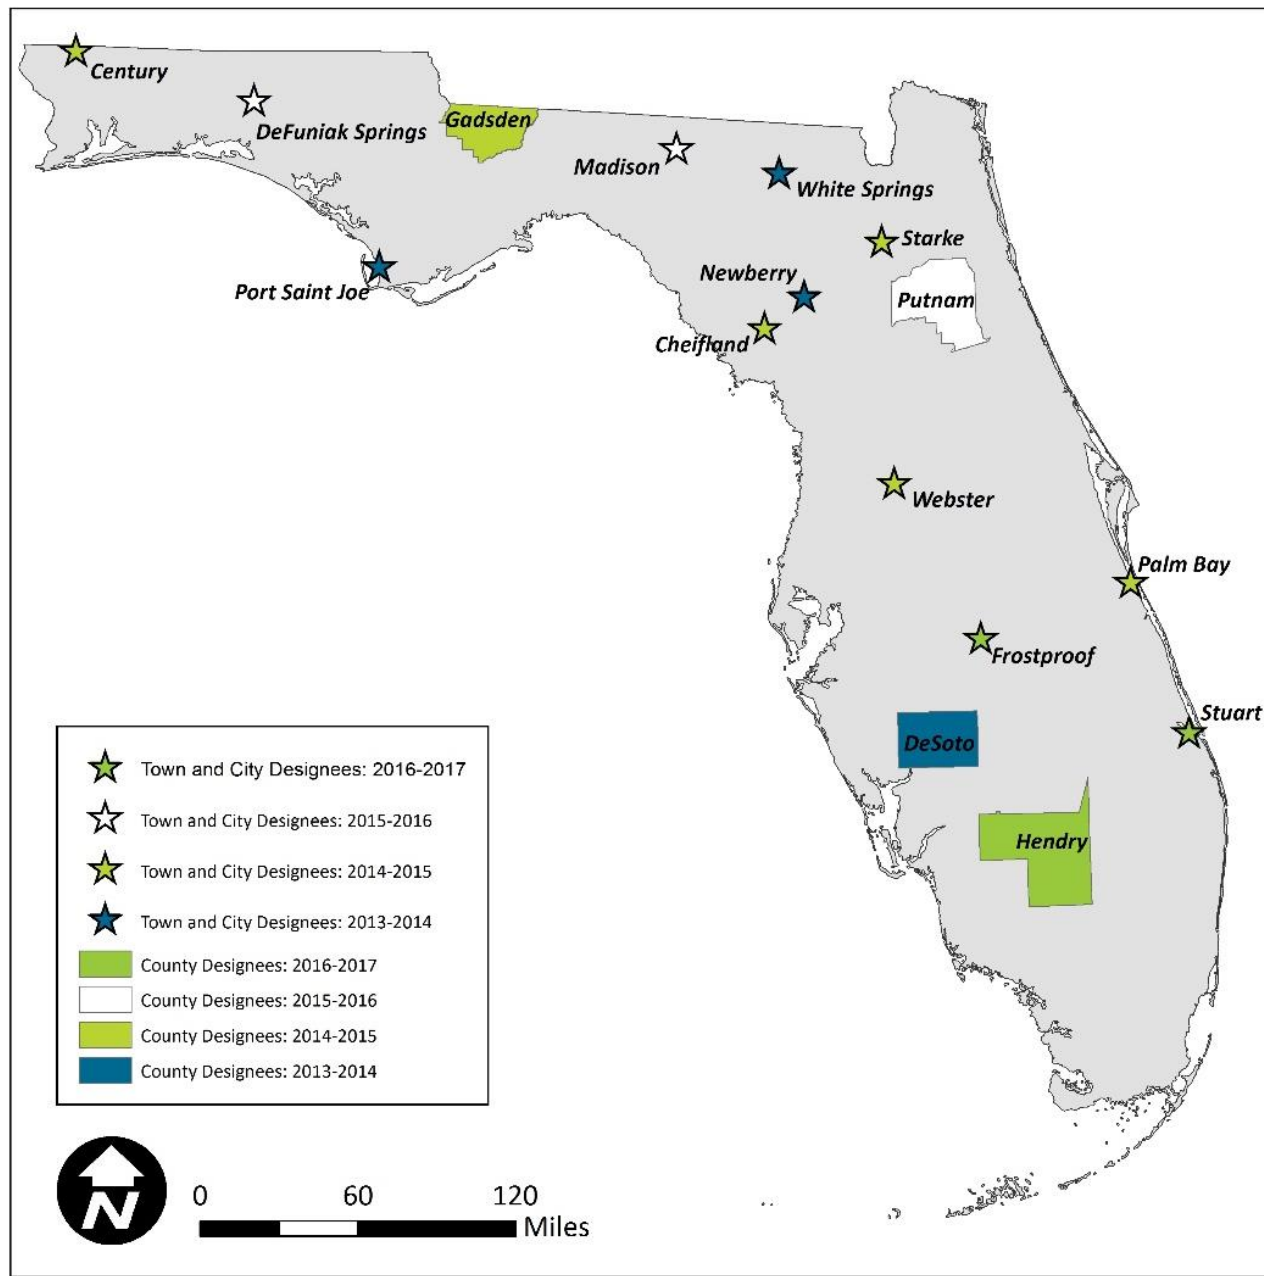 Century
DeFuniak Springs
Gadsden
Madison
White Springs
Starke
Port Saint Joe
Newberry
Putnam
Cheifland
Webster
Palm Bay
Frostproof
Stuart
DeSoto
Hendry
Town and City Designees: 2016-2017
Town and City Designees: 2015-2016
Town and City Designees: 2014-2015
Town and City Designees: 2013-2014
County Designees: 2016-2017
County Designees: 2015-2016
County Designees: 2014-2015
County Designees: 2013-2014
N
0 60 120
Miles